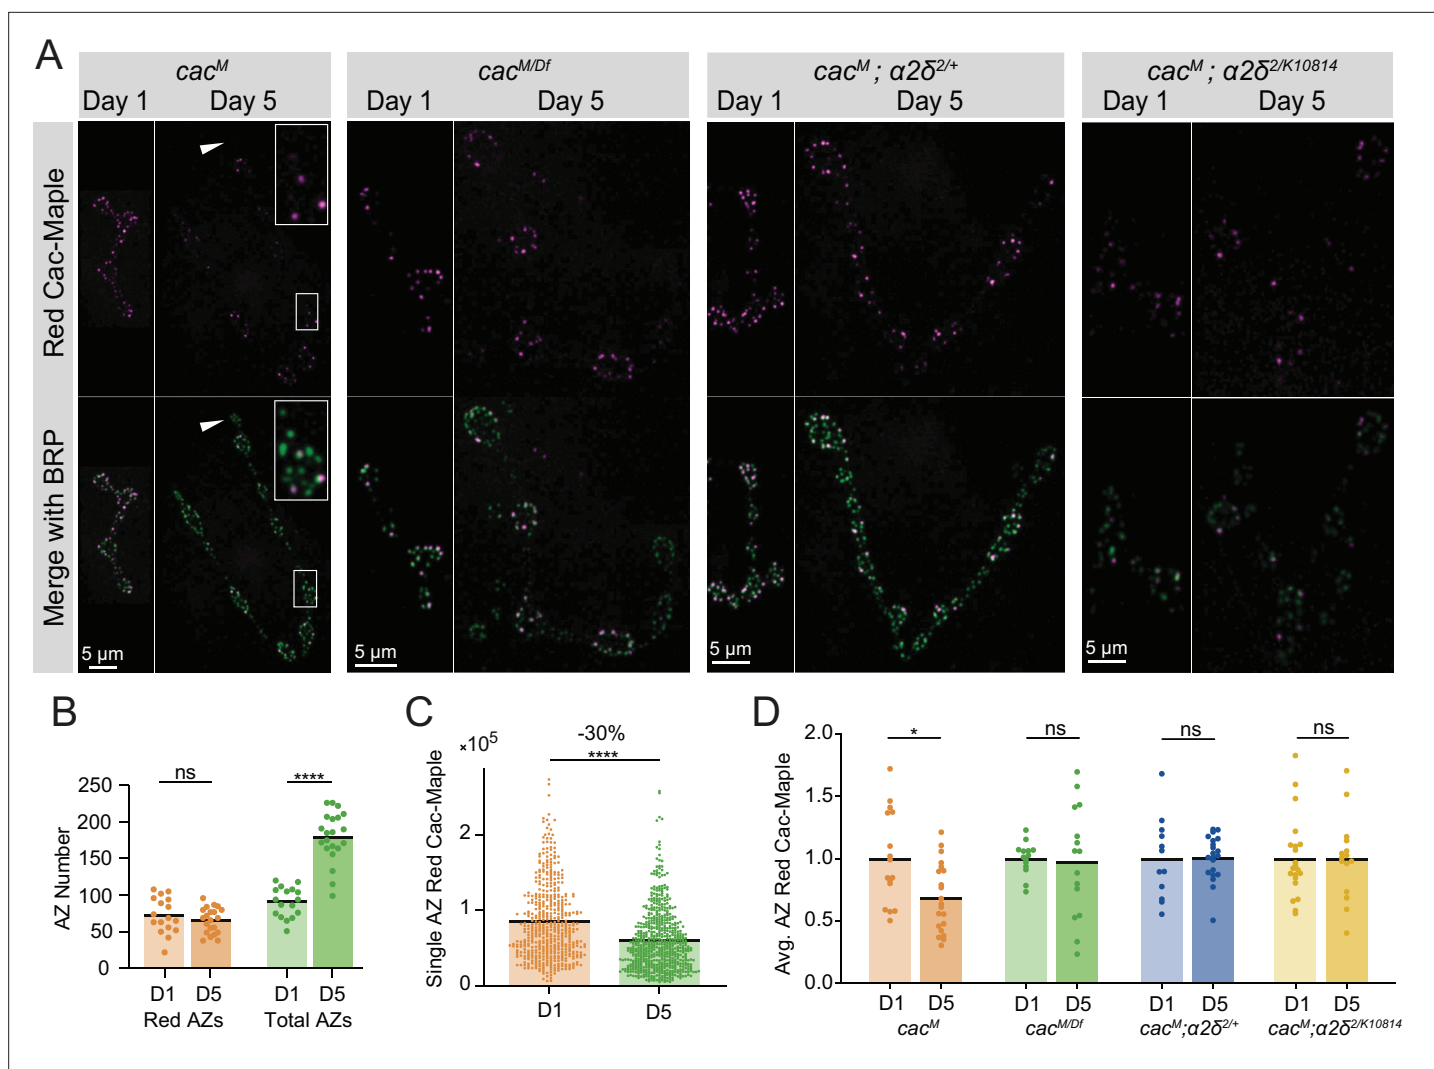 A
cacᴹ
cacᴹ/ᴰᶠ
cacᴹ ; α2δ²/⁺
cacᴹ ; α2δ²/ᴷ¹⁰⁸¹⁴
Day 1 Day 5
Day 1 Day 5
Day 1 Day 5
Day 1 Day 5
Red Cac-Maple
Merge with BRP
5 µm
5 µm
5 µm
5 µm
B
AZ Number
250
200
150
100
50
0
ns
****
D1 D5 D1 D5
Red AZs Total AZs
C
Single AZ Red Cac-Maple
×10⁵
2
1
0
-30%
****
D1 D5
D
Avg. AZ Red Cac-Maple
2.0
1.5
1.0
0.5
0.0
* ns ns ns
D1 D5 D1 D5 D1 D5 D1 D5
cacᴹ cacᴹ/ᴰᶠ cacᴹ;α2δ²/⁺ cacᴹ;α2δ²/ᴷ¹⁰⁸¹⁴